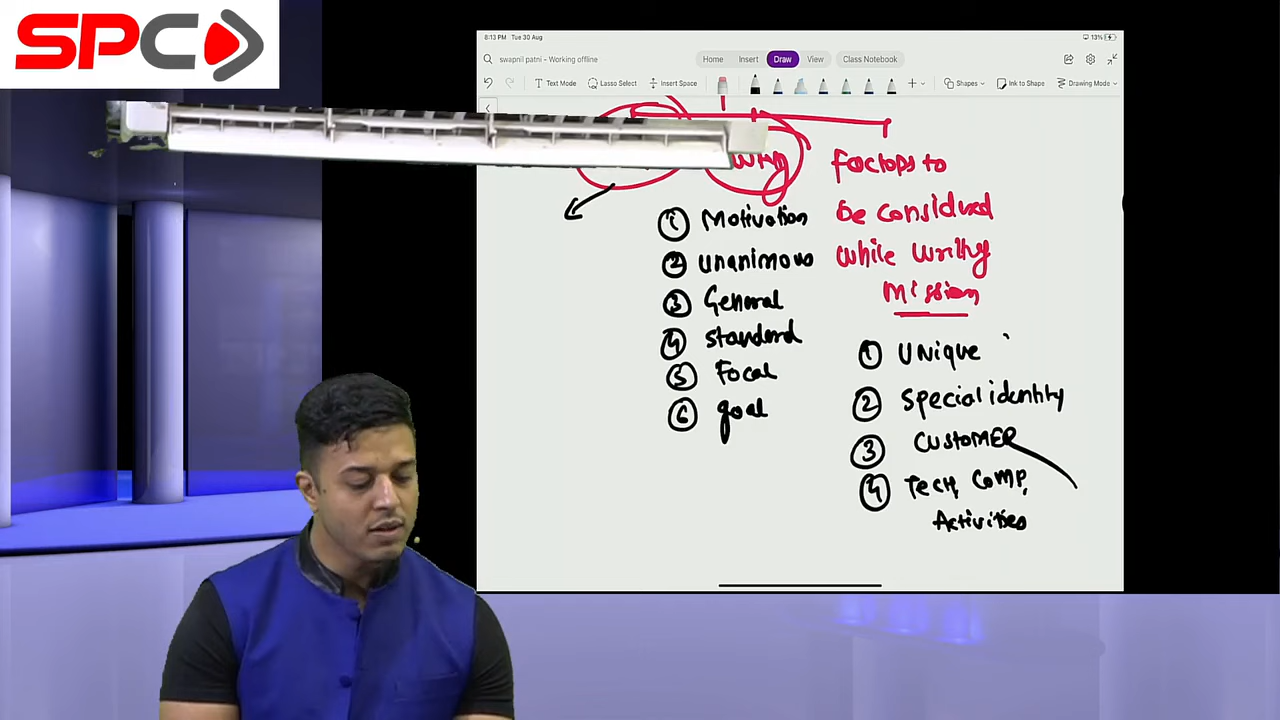 SPC
8:13 PM Tue 30 Aug
13%
swapnil patni - Working offline
Home Insert Draw View Class Notebook
Text Mode Lasso Select Insert Space Shapes Ink to Shape Drawing Mode
Why
① Motivation
② unanimous
③ General
④ standard
⑤ Focal
⑥ goal
Factors to
be considered
while writing
Mission
① Unique
② Special identity
③ CUSTOMER
④ Tech, Comp,
Activities